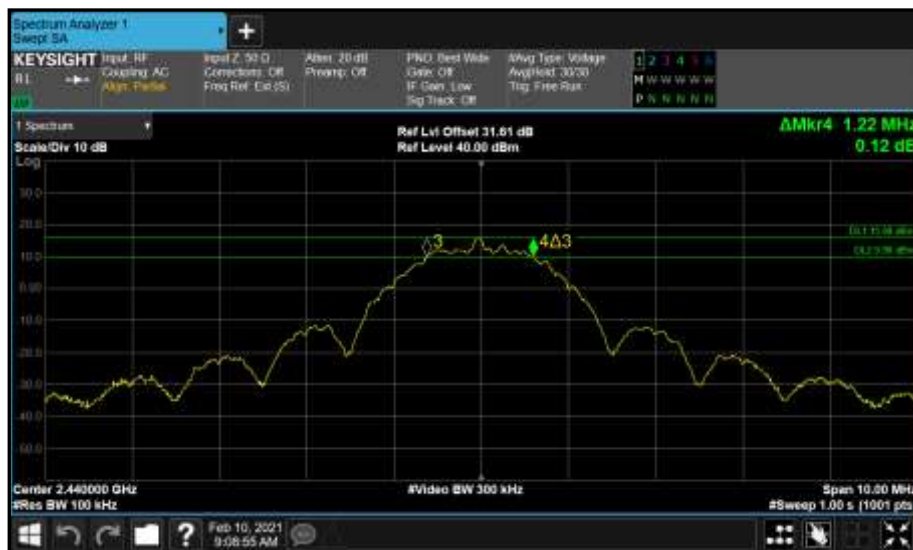 Spectrum Analyzer 1
Swept SA
+
KEYSIGHT Input: RF
R L
Coupling: AC
Align: Partial
Input Z: 50 Ω
Corrections: Off
Freq Ref: Ext (S)
Atten: 20 dB
Preamp: Off
PNO: Best Wide
Gate: Off
IF Gain: Low
Sig Track: Off
#Avg Type: Voltage
Avg|Hold: 30/30
Trig: Free Run
1 2 3 4 5 6
M W W W W W
P N N N N N
1 Spectrum
Scale/Div 10 dB
Ref Lvl Offset 31.61 dB
Ref Level 40.00 dBm
ΔMkr4 1.22 MHz
0.12 dB
Log
30.0
20.0
10.0
0.00
-10.0
-20.0
-30.0
-40.0
-50.0
3
4Δ3
Center 2.440000 GHz
#Res BW 100 kHz
#Video BW 300 kHz
Span 10.00 MHz
#Sweep 1.00 s (1001 pts)
?
Feb 10, 2021
9:08:55 AM